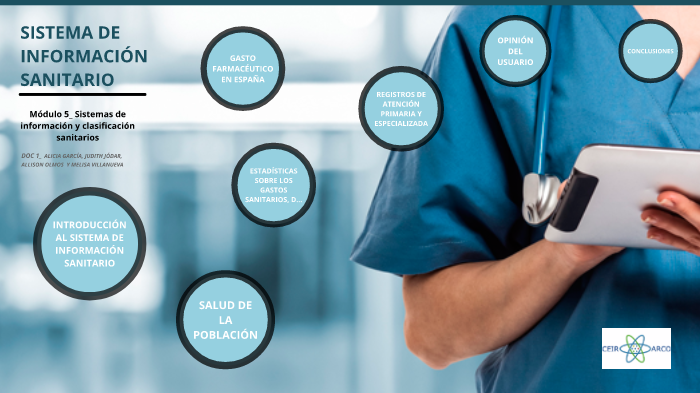 SISTEMA DE
INFORMACIÓN
SANITARIO
Módulo 5_ Sistemas de
información y clasificación
sanitarios
DOC 1_ ALICIA GARCÍA, JUDITH JÓDAR,
ALLISON OLMOS Y MELISA VILLANUEVA
INTRODUCCIÓN
AL SISTEMA DE
INFORMACIÓN
SANITARIO
SALUD DE
LA
POBLACIÓN
ESTADÍSTICAS
SOBRE LOS
GASTOS
SANITARIOS, D...
GASTO
FARMACÉUTICO
EN ESPAÑA
REGISTROS DE
ATENCIÓN
PRIMARIA Y
ESPECIALIZADA
OPINIÓN
DEL
USUARIO
CONCLUSIONES
CEIR ARCO